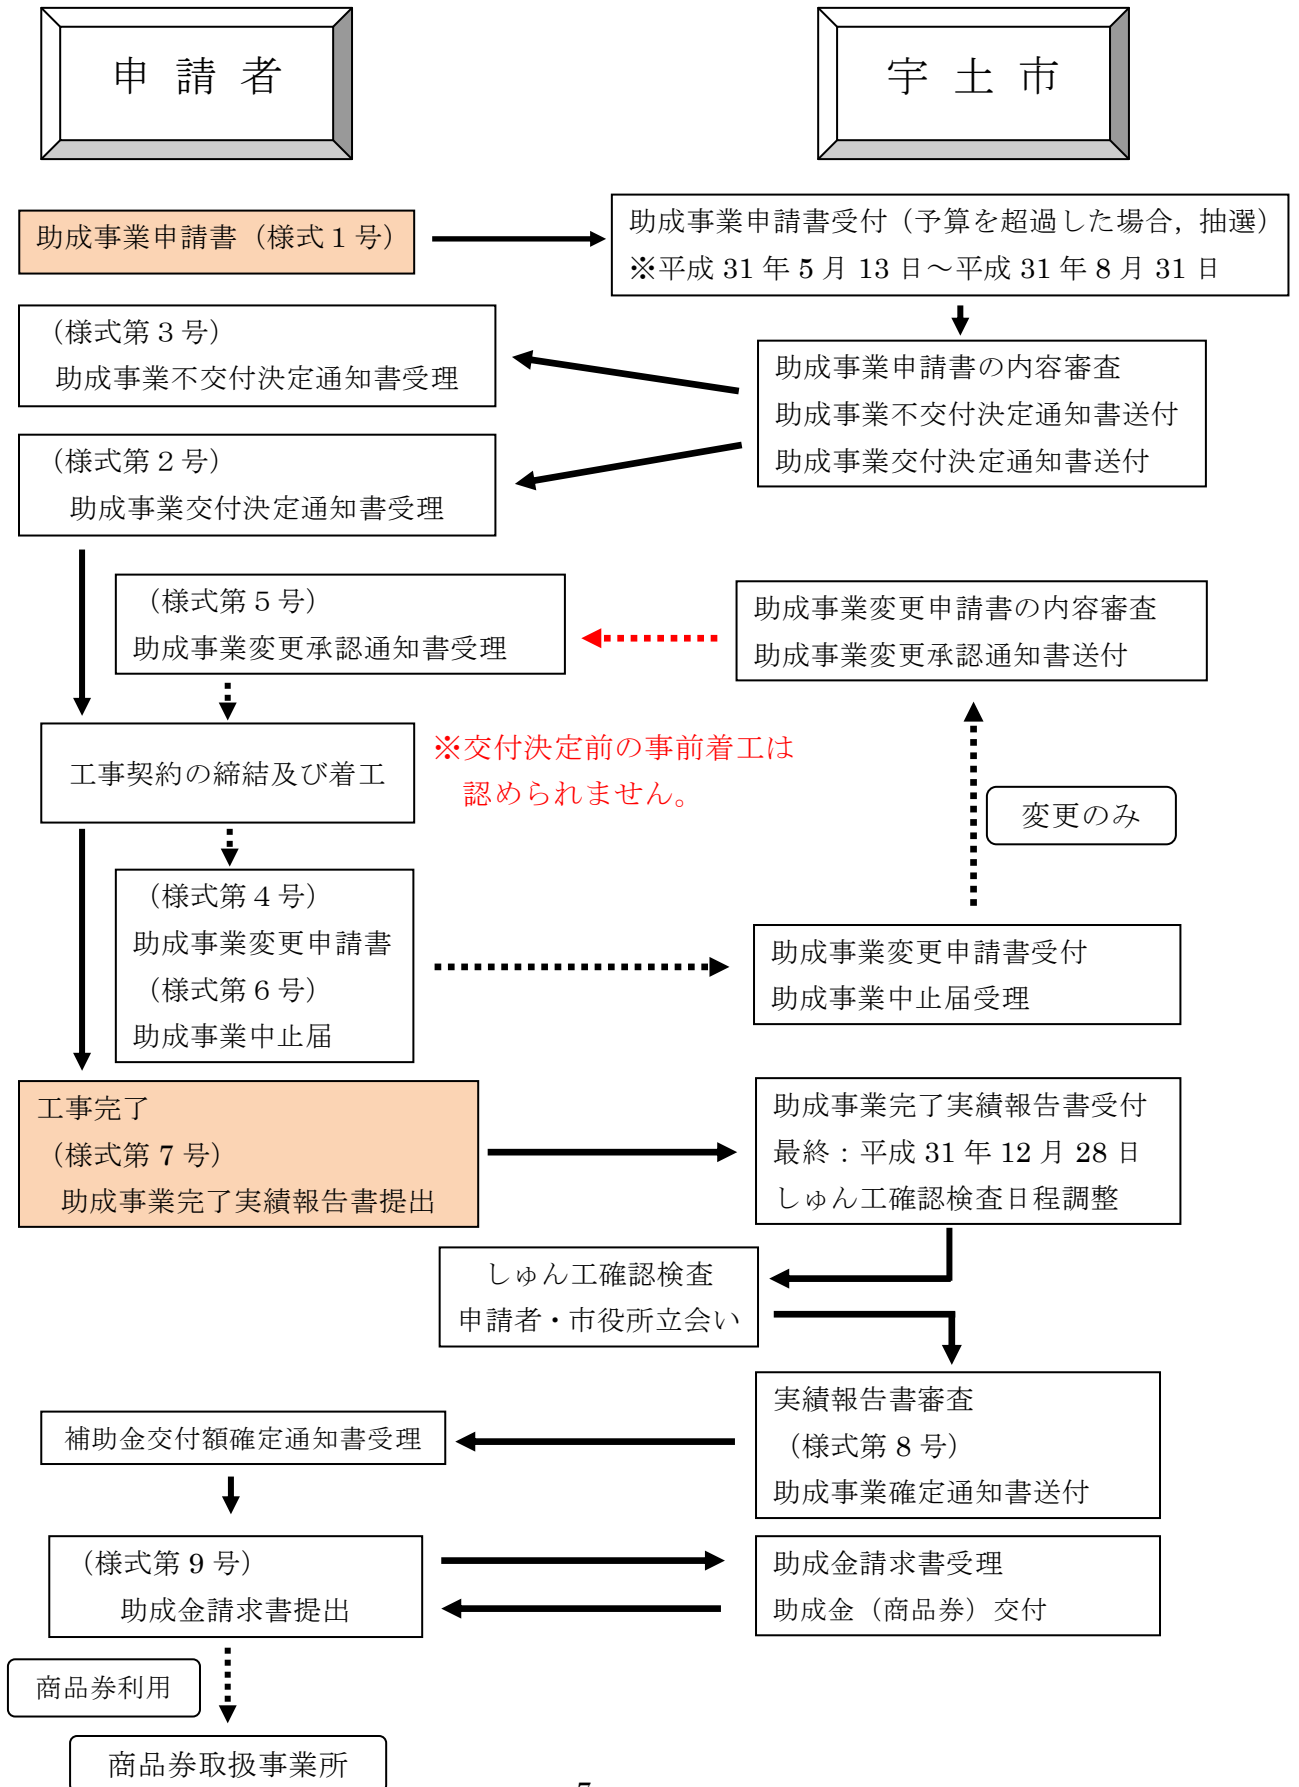 申請者
宇土市
助成事業申請書（様式１号）
助成事業申請書受付（予算を超過した場合，抽選）
※平成 31 年 5 月 13 日～平成 31 年 8 月 31 日
（様式第３号）
助成事業不交付決定通知書受理
助成事業申請書の内容審査
助成事業不交付決定通知書送付
助成事業交付決定通知書送付
（様式第２号）
助成事業交付決定通知書受理
（様式第５号）
助成事業変更承認通知書受理
助成事業変更申請書の内容審査
助成事業変更承認通知書送付
工事契約の締結及び着工
※交付決定前の事前着工は
認められません。
変更のみ
（様式第４号）
助成事業変更申請書
（様式第６号）
助成事業中止届
助成事業変更申請書受付
助成事業中止届受理
工事完了
（様式第 7 号）
助成事業完了実績報告書提出
助成事業完了実績報告書受付
最終：平成 31 年 12 月 28 日
しゅん工確認検査日程調整
しゅん工確認検査
申請者・市役所立会い
実績報告書審査
（様式第 8 号）
助成事業確定通知書送付
補助金交付額確定通知書受理
（様式第 9 号）
助成金請求書提出
助成金請求書受理
助成金（商品券）交付
商品券利用
商品券取扱事業所